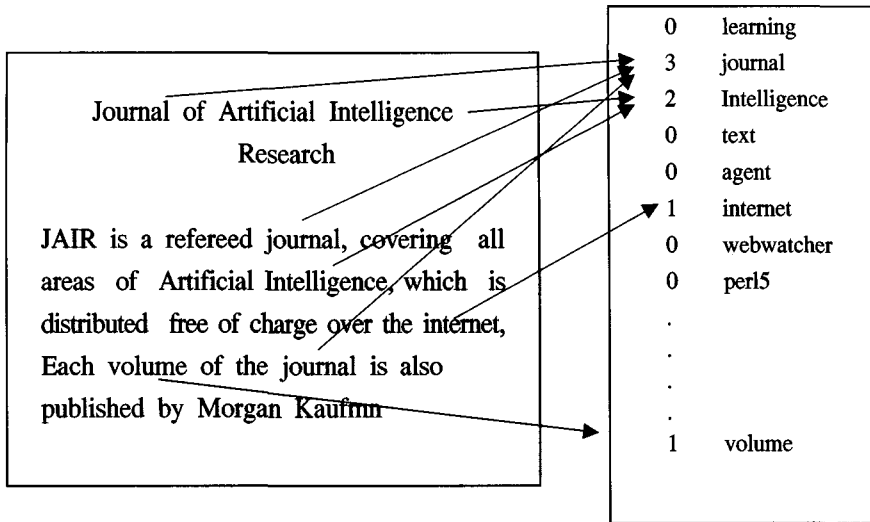 Journal of Artificial Intelligence
Research
JAIR is a refereed journal, covering all
areas of Artificial Intelligence, which is
distributed free of charge over the internet,
Each volume of the journal is also
published by Morgan Kaufmn
0 learning
3 journal
2 Intelligence
0 text
0 agent
1 internet
0 webwatcher
0 perl5
.
.
.
.
1 volume